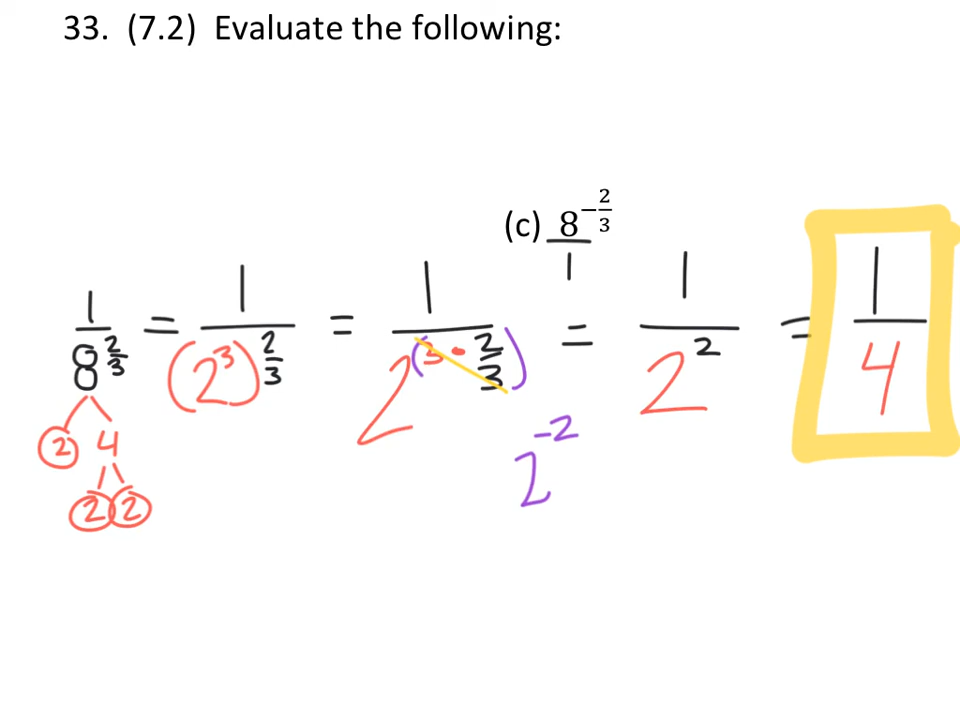 33. (7.2) Evaluate the following:
(c) 8^{-2/3} / 1
1/8^{2/3} = 1/(2^3)^{2/3} = 1/2^{(3 · 2/3)} = 1/2^2 = 1/4
2 4
2^{-2}
2 2